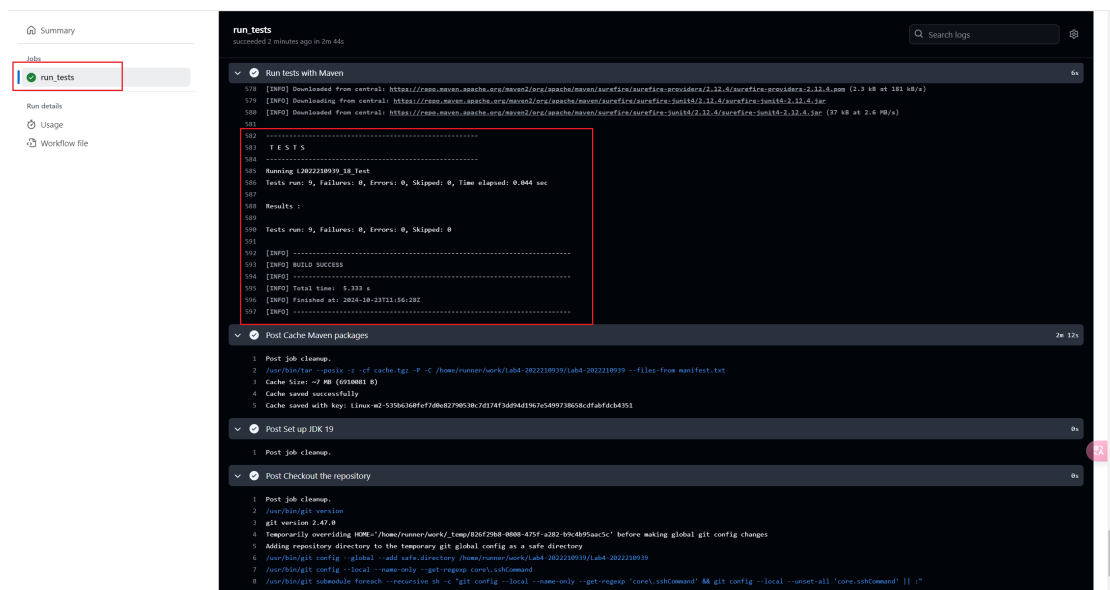 Summary
Jobs
run_tests
Run details
Usage
Workflow file
run_tests
succeeded 2 minutes ago in 2m 44s
Search logs
Run tests with Maven 6s
578 [INFO] Downloaded from central: https://repo.maven.apache.org/maven2/org/apache/maven/surefire/surefire-providers/2.12.4/surefire-providers-2.12.4.pom (2.3 kB at 181 kB/s)
579 [INFO] Downloading from central: https://repo.maven.apache.org/maven2/org/apache/maven/surefire/surefire-junit4/2.12.4/surefire-junit4-2.12.4.jar
580 [INFO] Downloaded from central: https://repo.maven.apache.org/maven2/org/apache/maven/surefire/surefire-junit4/2.12.4/surefire-junit4-2.12.4.jar (37 kB at 2.6 MB/s)
581
582 -------------------------------------------------------
583 T E S T S
584 -------------------------------------------------------
585 Running L2022210939_18_Test
586 Tests run: 9, Failures: 0, Errors: 0, Skipped: 0, Time elapsed: 0.044 sec
587
588 Results :
589
590 Tests run: 9, Failures: 0, Errors: 0, Skipped: 0
591
592 [INFO] ------------------------------------------------------------------------
593 [INFO] BUILD SUCCESS
594 [INFO] ------------------------------------------------------------------------
595 [INFO] Total time: 5.333 s
596 [INFO] Finished at: 2024-10-23T11:56:28Z
597 [INFO] ------------------------------------------------------------------------
Post Cache Maven packages 2m 12s
1 Post job cleanup.
2 /usr/bin/tar --posix -z -cf cache.tgz -P -C /home/runner/work/Lab4-2022210939/Lab4-2022210939 --files-from manifest.txt
3 Cache Size: ~7 MB (6910081 B)
4 Cache saved successfully
5 Cache saved with key: Linux-m2-535b6360fef7d0e82790530c7d174f3dd94d1967e5499738658cdfabfdcb4351
Post Set up JDK 19 0s
1 Post job cleanup.
Post Checkout the repository 0s
1 Post job cleanup.
2 /usr/bin/git version
3 git version 2.47.0
4 Temporarily overriding HOME='/home/runner/work/_temp/826f29b8-0808-475f-a282-b9c4b95aac5c' before making global git config changes
5 Adding repository directory to the temporary git global config as a safe directory
6 /usr/bin/git config --global --add safe.directory /home/runner/work/Lab4-2022210939/Lab4-2022210939
7 /usr/bin/git config --local --name-only --get-regexp core\.sshCommand
8 /usr/bin/git submodule foreach --recursive sh -c "git config --local --name-only --get-regexp 'core\.sshCommand' && git config --local --unset-all 'core.sshCommand' || :"